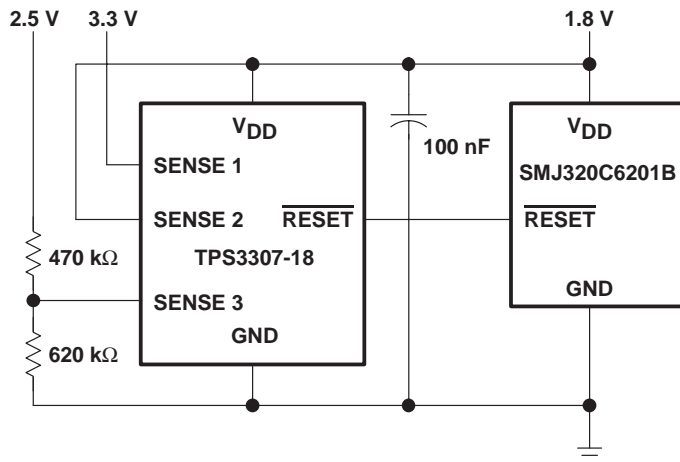 2.5 V 3.3 V 1.8 V
VDD VDD
SENSE 1 100 nF SMJ320C6201B
SENSE 2 RESET RESET
470 kΩ TPS3307-18
SENSE 3 GND
GND
620 kΩ